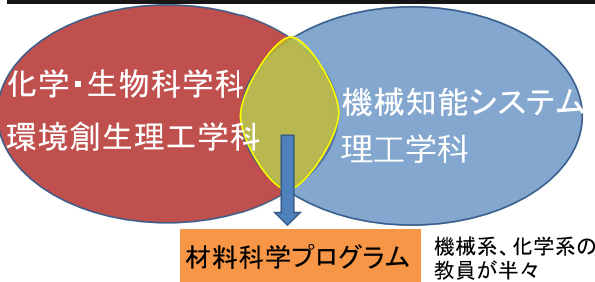 化学・生物科学科
環境創生理工学科
機械知能システム
理工学科
材料科学プログラム
機械系、化学系の
教員が半々